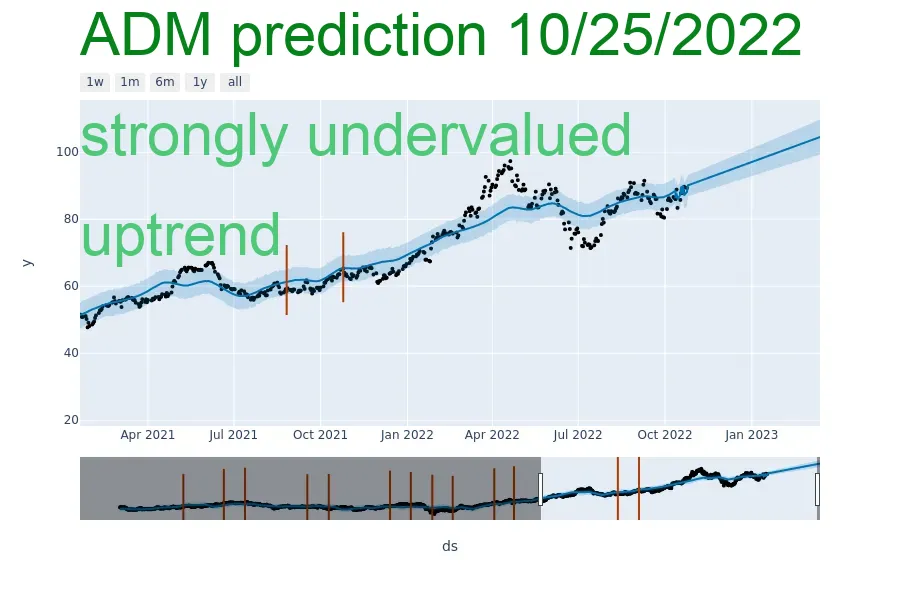 ADM prediction 10/25/2022
1w 1m 6m 1y all
strongly undervalued
100
80
uptrend
y
60
40
20
Apr 2021 Jul 2021 Oct 2021 Jan 2022 Apr 2022 Jul 2022 Oct 2022 Jan 2023
ds